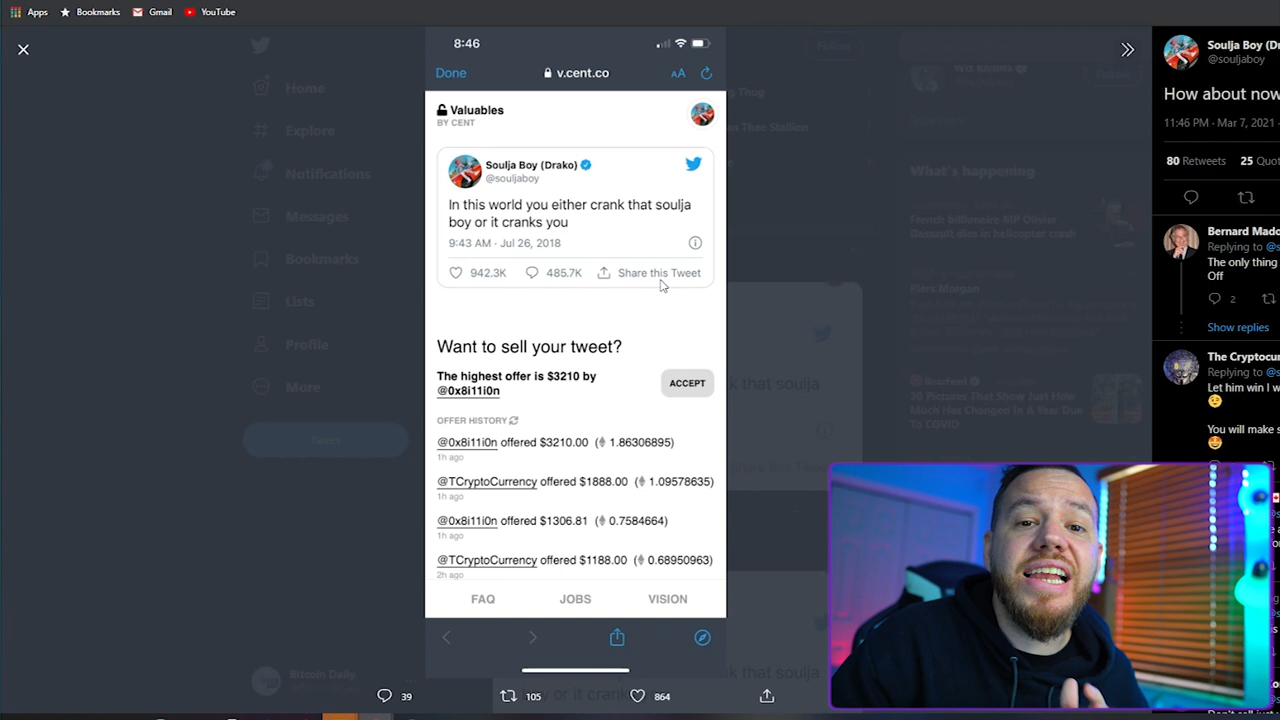 Apps
Bookmarks
Gmail
YouTube
8:46
Done
v.cent.co
AA
Valuables
BY CENT
Soulja Boy (Drako)
@souljaboy
In this world you either crank that soulja
boy or it cranks you
9:43 AM · Jul 26, 2018
942.3K
485.7K
Share this Tweet
Want to sell your tweet?
The highest offer is $3210 by
@0x8i11i0n
ACCEPT
OFFER HISTORY
@0x8i11i0n offered $3210.00 ( 1.86306895)
1h ago
@TCryptoCurrency offered $1888.00 ( 1.09578635)
1h ago
@0x8i11i0n offered $1306.81 ( 0.7584664)
1h ago
@TCryptoCurrency offered $1188.00 ( 0.68950963)
2h ago
FAQ
JOBS
VISION
39
105
864
Home
Explore
Notifications
Messages
Bookmarks
Lists
Profile
More
Tweet
Bitcoin Daily
Follow
What's happening
French billionaire MP Olivier
Dassault dies in helicopter crash
Piers Morgan
30 Pictures That Show Just How
Much Has Changed In A Year Due
To COVID
Soulja Boy (D
@souljaboy
How about now
11:46 PM · Mar 7, 2021
80 Retweets
25 Quo
Bernard Mado
Replying to @s
The only thing
Off
2
Show replies
The Cryptocur
Replying to @s
Let him win I w
You will make s